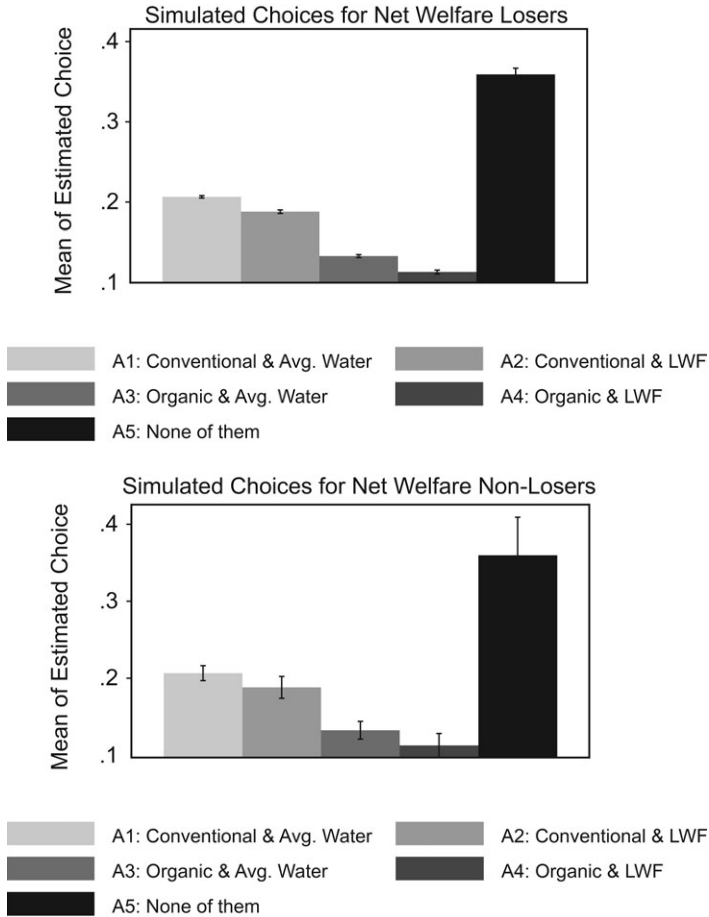 Simulated Choices for Net Welfare Losers
Mean of Estimated Choice
.4
.3
.2
.1
A1: Conventional & Avg. Water
A2: Conventional & LWF
A3: Organic & Avg. Water
A4: Organic & LWF
A5: None of them
Simulated Choices for Net Welfare Non-Losers
Mean of Estimated Choice
.4
.3
.2
.1
A1: Conventional & Avg. Water
A2: Conventional & LWF
A3: Organic & Avg. Water
A4: Organic & LWF
A5: None of them